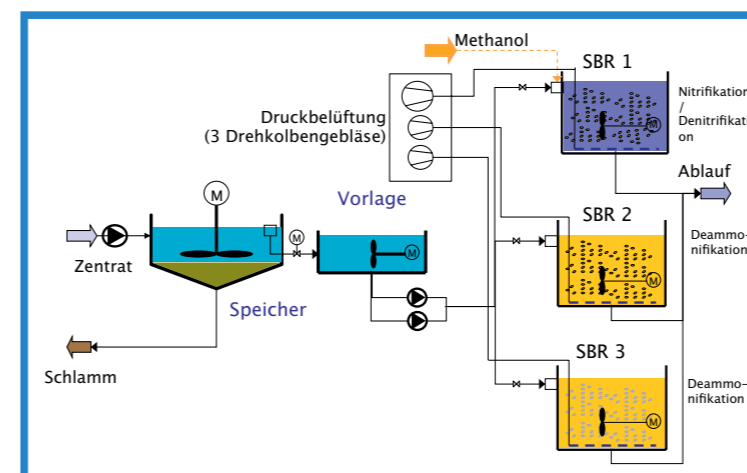 Methanol
SBR 1
Nitrifikation
/
Denitrifikati
on
Druckbelüftung
(3 Drehkolbengebläse)
M
Ablauf
Vorlage
M
SBR 2
Deammo-
nifikation
M
M
M
Zentrat
Speicher
SBR 3
Schlamm
Deammo-
nifikation
M